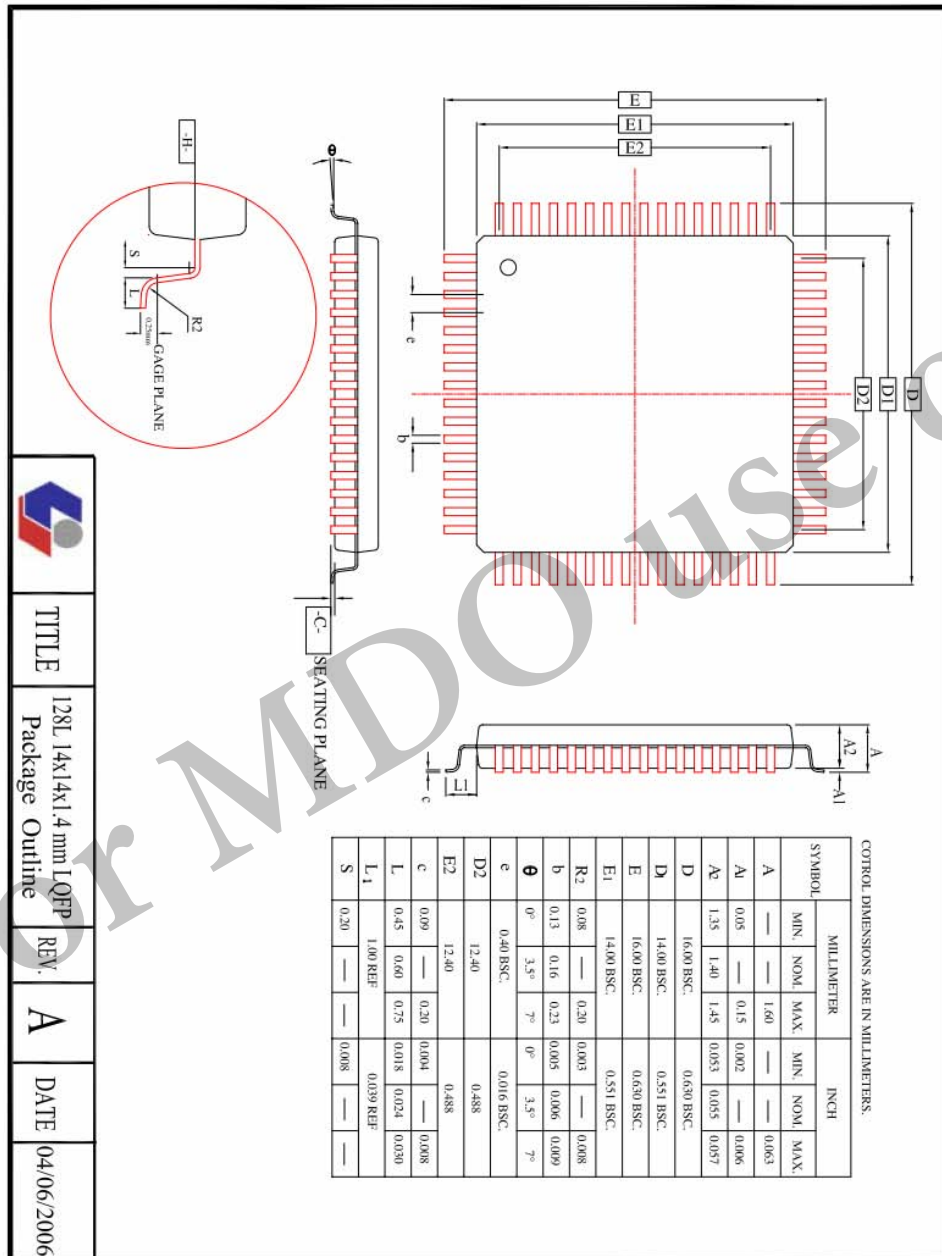 E
E1
E2
-H-
θ
S
L
R2
0.25mm
GAGE PLANE
e
b
D2
D1
D
-C-
SEATING PLANE
A2
A
A1
L1
c
or MDO use o
COTROL DIMENSIONS ARE IN MILLIMETERS.
SYMBOL MILLIMETER INCH
MIN. NOM. MAX. MIN. NOM. MAX.
A — — 1.60 — — 0.063
A1 0.05 — 0.15 0.002 — 0.006
A2 1.35 1.40 1.45 0.053 0.055 0.057
D 16.00 BSC. 0.630 BSC.
D1 14.00 BSC. 0.551 BSC.
E 16.00 BSC. 0.630 BSC.
E1 14.00 BSC. 0.551 BSC.
R2 0.08 — 0.20 0.003 — 0.008
b 0.13 0.16 0.23 0.005 0.006 0.009
θ 0° 3.5° 7° 0° 3.5° 7°
e 0.40 BSC. 0.016 BSC.
D2 12.40 0.488
E2 12.40 0.488
c 0.09 — 0.20 0.004 — 0.008
L 0.45 0.60 0.75 0.018 0.024 0.030
L1 1.00 REF 0.039 REF
S 0.20 — — 0.008 — —
TITLE
128L 14x14x1.4 mm LQFP
Package Outline
REV.
A
DATE
04/06/2006